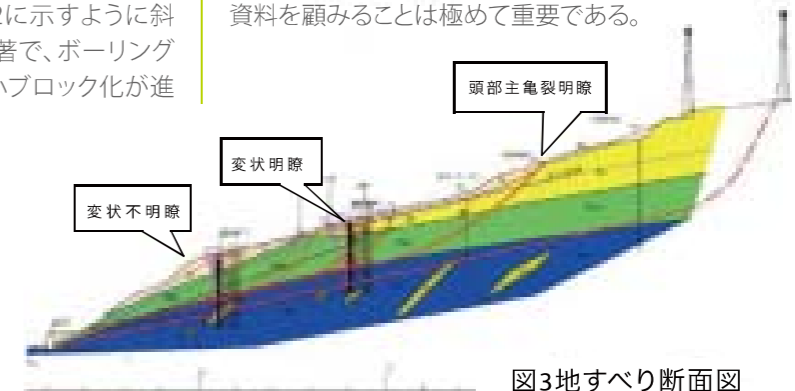 2に示すように斜
著で、ボーリング
ブロック化が進
資料を顧みることは極めて重要である。
頭部主亀裂明瞭
変状明瞭
変状不明瞭
図3地すべり断面図